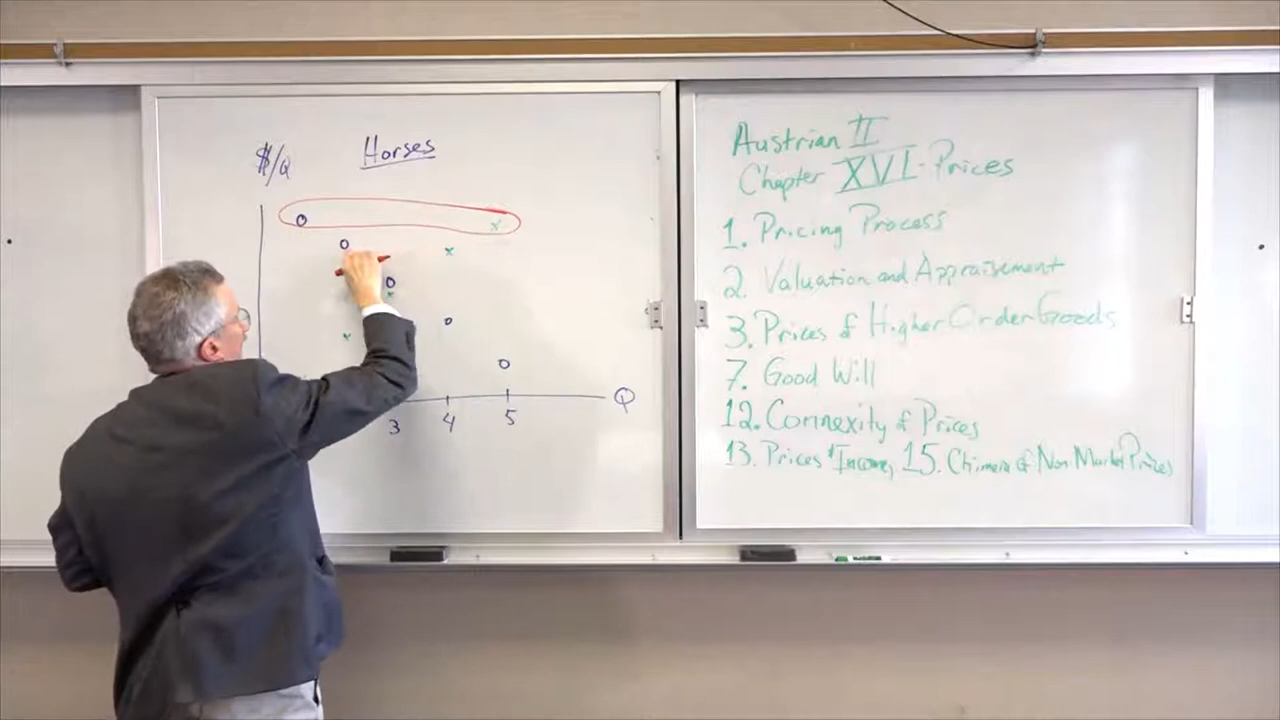 $/Q
Horses
o
x
o
x
o
x
x
o
o
3 4 5 Q
Austrian II
Chapter XVI - Prices
1. Pricing Process
2. Valuation and Appraisement
3. Prices of Higher Order Goods
7. Good Will
12. Connexity of Prices
13. Prices & Income, 15. Chimera of Non Market Prices